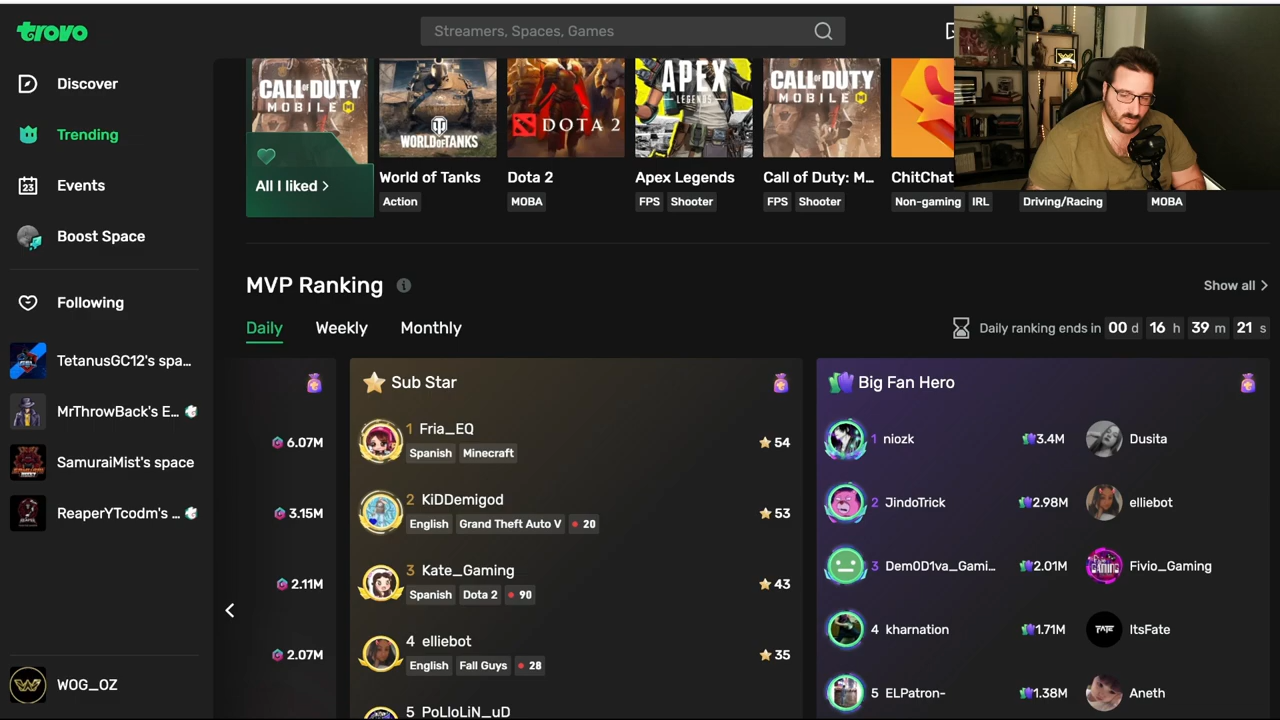 trovo
Streamers, Spaces, Games
Discover
Trending
Events
23
Boost Space
Following
TetanusGC12's spa...
MrThrowBack's E...
SamuraiMist's space
ReaperYTcodm's ...
WOG_OZ
CALL OF DUTY
MOBILE
All I liked >
WORLD OF TANKS
World of Tanks
Action
DOTA 2
Dota 2
MOBA
APEX
LEGENDS
Apex Legends
FPS Shooter
CALL OF DUTY
MOBILE
Call of Duty: M...
FPS Shooter
ChitChat
Non-gaming IRL
Driving/Racing
MOBA
MVP Ranking
Show all >
Daily Weekly Monthly
Daily ranking ends in 00 d 16 h 39 m 21 s
6.07M
3.15M
2.11M
2.07M
Sub Star
1 Fria_EQ
Spanish Minecraft
54
2 KiDDemigod
English Grand Theft Auto V 20
53
3 Kate_Gaming
Spanish Dota 2 90
43
4 elliebot
English Fall Guys 28
35
5 PoLloLiN_uD
Big Fan Hero
1 niozk 3.4M Dusita
2 JindoTrick 2.98M elliebot
3 Dem0D1va_Gami... 2.01M Fivio_Gaming
4 kharnation 1.71M ItsFate
5 ELPatron- 1.38M Aneth